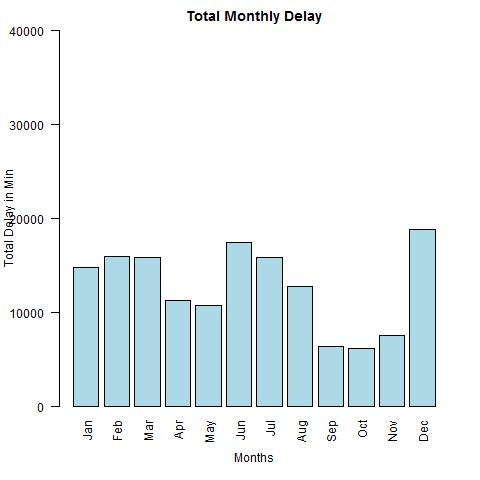 Total Monthly Delay
40000
30000
20000
10000
0
Total Delay in Min
Jan
Feb
Mar
Apr
May
Jun
Jul
Aug
Sep
Oct
Nov
Dec
Months